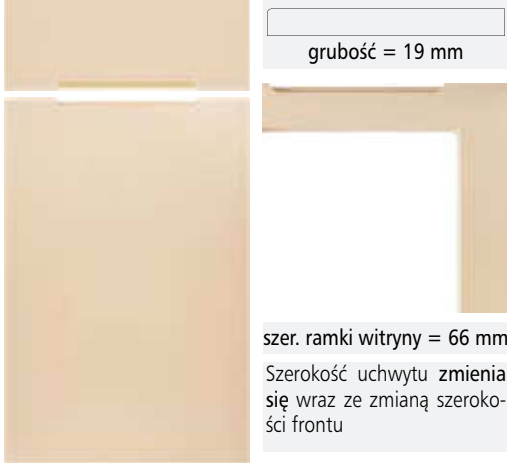 grubość = 19 mm
szer. ramki witryny = 66 mm
Szerokość uchwytu zmienia
się wraz ze zmianą szeroko-
ści frontu